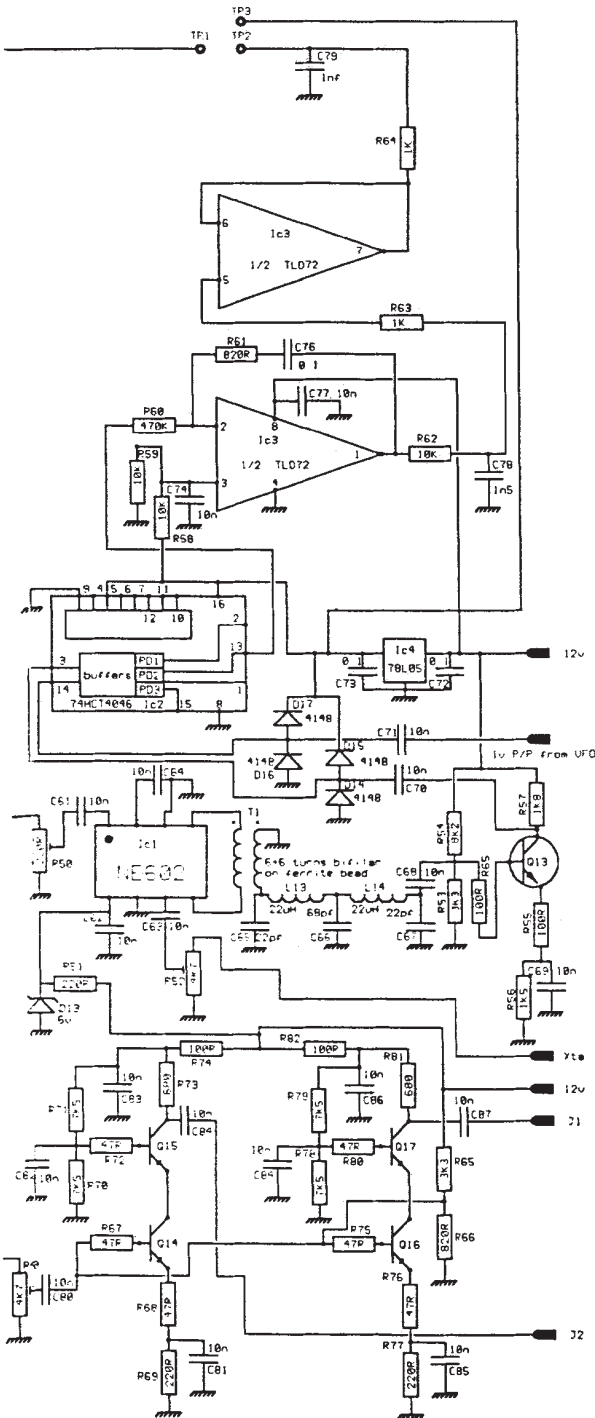 TP3
TP1 TP2
C79
1nf
R64
1K
6
Ic3
7
1/2 TL072
5
R63
1K
R61
820R
C76
0 1
C77 10n
R60
470K
2
8
Ic3
1
R62
10K
R59
10K
3
1/2 TL072
4
C74
10n
C78
1n5
10K
R58
9 4 5 6 7 11
16
12 10
2
13
3
buffers
PD1
PD2
PD3
14
1
74HCT4046 Ic2 15 8
Ic4
78L05
0 1
C73
0 1
C72
12v
D17
4148
C71 10n
1v P/P from VFO
4148
D16
D15
4148
10n
C70
D14
4148
10n C64
C61 10n
R50
Ic1
NE602
T1
6+6 turns bifilar
on ferrite bead
L13
22uH
68pf
L14
22uH
22pf
C65 22pf
C66
C67
C68 10n
R54
8K2
R53
3K3
R65
100R
R57
1K8
Q13
R55
100R
R56
1K5
C69 10n
C62
10n
C63 10n
R52
4K7
R51
220R
D13
6v
Xta
12v
J1
J2
R82
100R
R74
100R
R73
680
R81
680
10n
C83
10n
C86
7K5
R79
7K5
10n
C84
10n
C87
Q15
Q17
47R
R72
47R
R80
R78
7K5
R70
7K5
C82 10n
10n
C84
R65
3K3
R66
820R
R67
47R
Q14
R75
47R
Q16
4K7
10n
C80
R68
47R
R76
47R
R69
220R
10n
C81
R77
220R
10n
C85